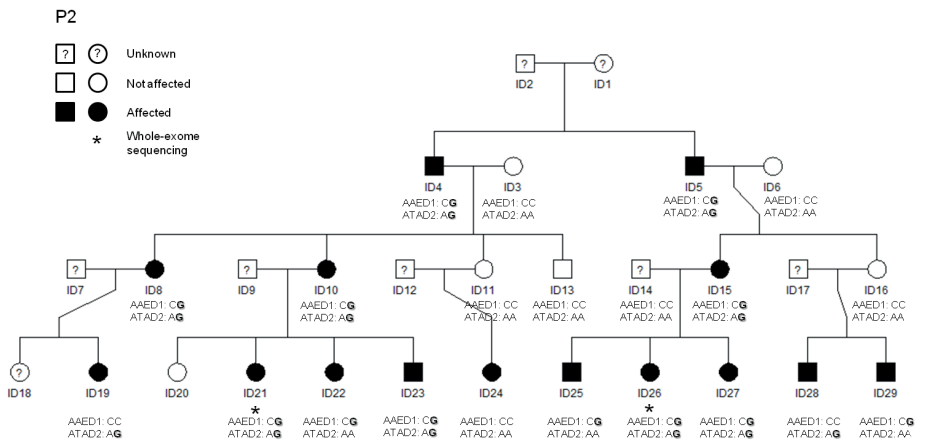 P2
? ? Unknown
Not affected
Affected
* Whole-exome
sequencing
? ?
ID2 ID1
ID4 ID3 ID5 ID6
AAED1: CG AAED1: CC AAED1: CG AAED1: CC
ATAD2: AG ATAD2: AA ATAD2: AG ATAD2: AA
? ? ? ? ?
ID7 ID8 ID9 ID10 ID12 ID11 ID13 ID14 ID15 ID17 ID16
AAED1: CG AAED1: CG AAED1: CC AAED1: CC AAED1: CG AAED1: CC
ATAD2: AG ATAD2: AG ATAD2: AA ATAD2: AA ATAD2: AG ATAD2: AA
?
ID18 ID19 ID20 ID21 ID22 ID23 ID24 ID25 ID26 ID27 ID28 ID29
* *
AAED1: CC AAED1: CG AAED1: CG AAED1: CG AAED1: CC AAED1: CG AAED1: CG AAED1: CG AAED1: CC AAED1: CG
ATAD2: AG ATAD2: AG ATAD2: AA ATAD2: AG ATAD2: AA ATAD2: AA ATAD2: AG ATAD2: AG ATAD2: AG ATAD2: AA